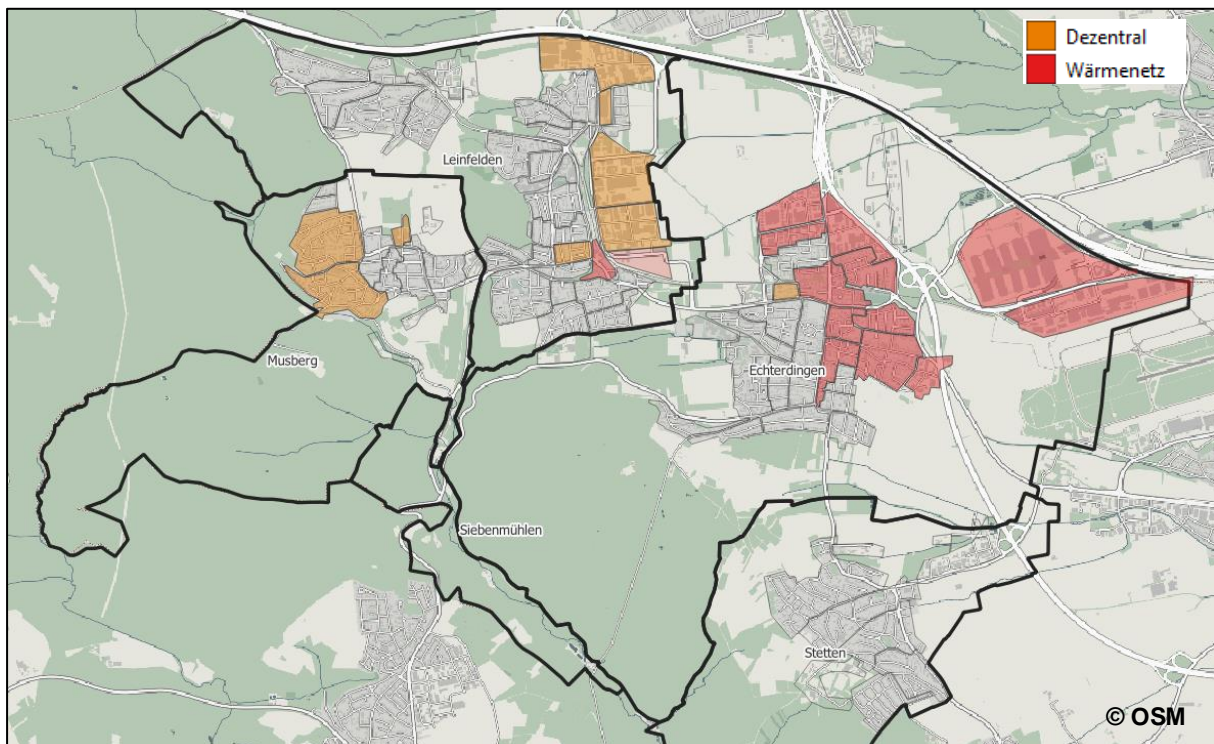 Dezentral
Wärmenetz
Leinfelden
Musberg
Echterdingen
Siebenmühlen
Stetten
© OSM